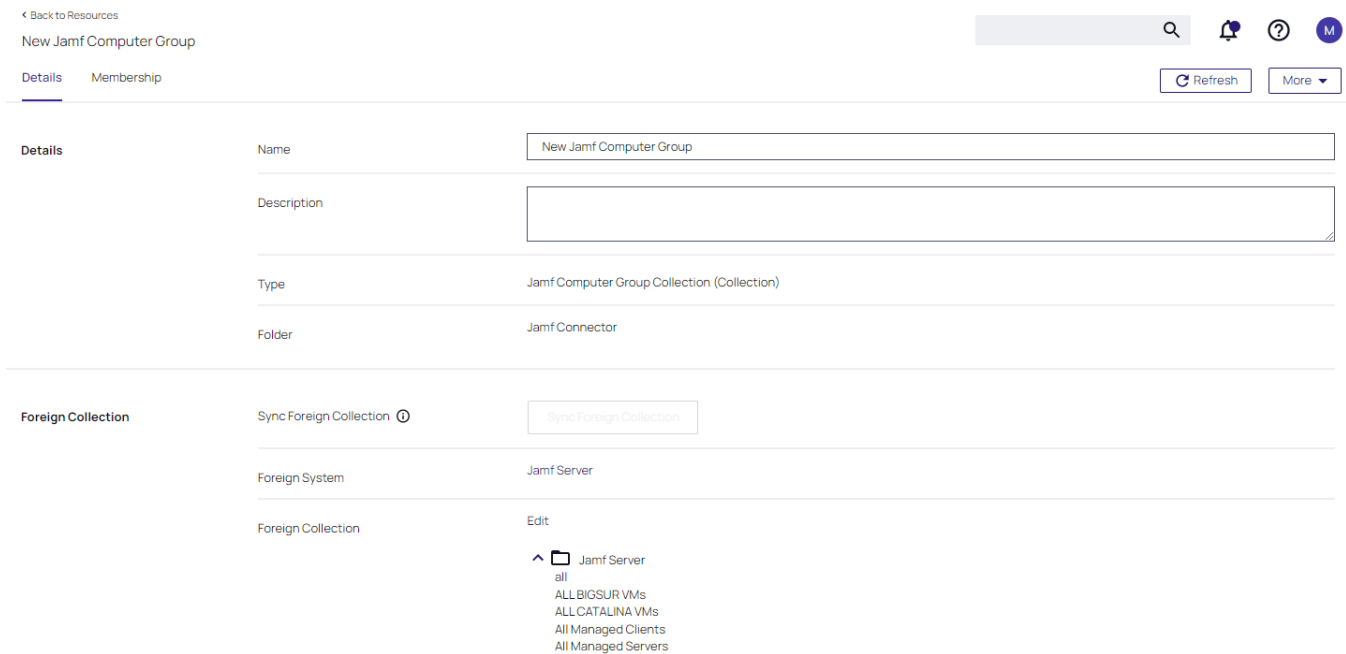 Back to Resources
New Jamf Computer Group
M
Details Membership
Refresh More
Details
Name New Jamf Computer Group
Description
Type Jamf Computer Group Collection (Collection)
Folder Jamf Connector
Foreign Collection
Sync Foreign Collection Sync Foreign Collection
Foreign System Jamf Server
Foreign Collection Edit
Jamf Server
all
ALL BIGSUR VMs
ALL CATALINA VMs
All Managed Clients
All Managed Servers